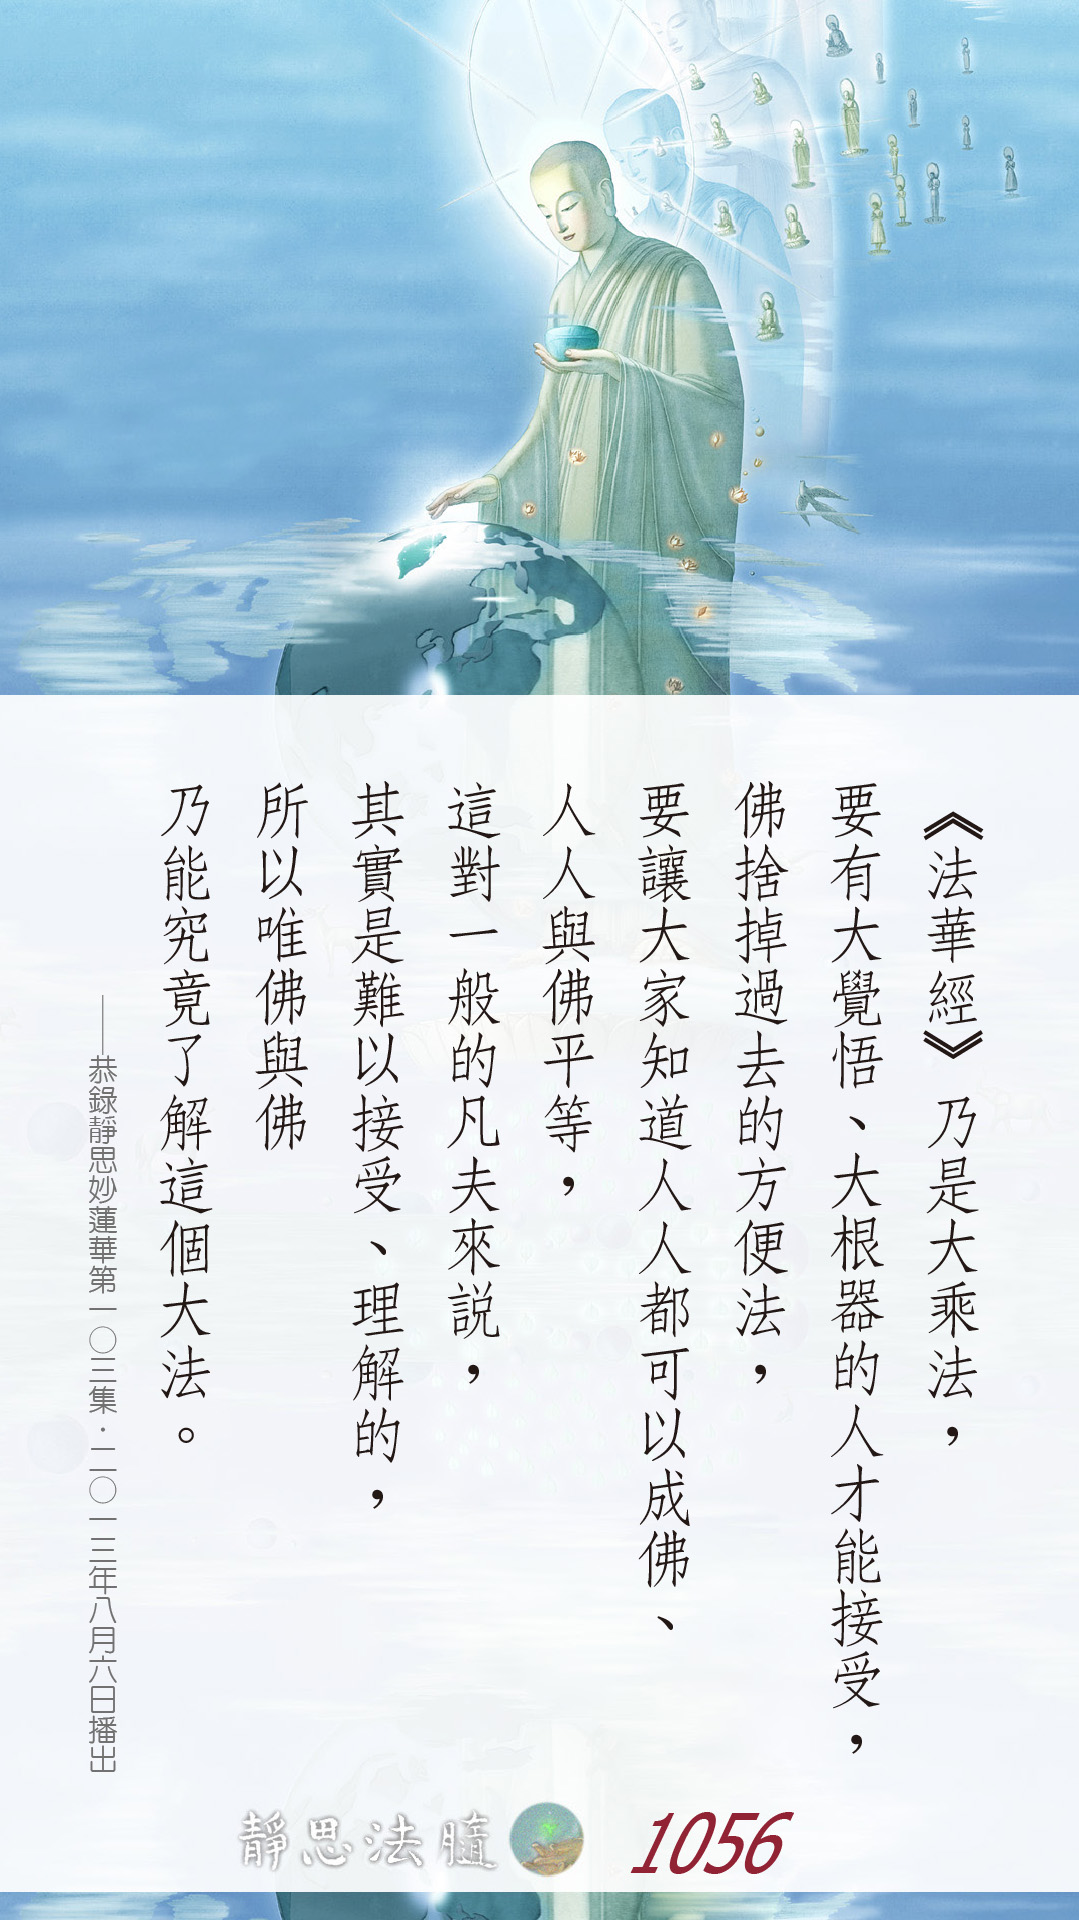 《法華經》乃是大乘法，
要有大覺悟、大根器的人才能接受，
佛捨掉過去的方便法，
要讓大家知道人人都可以成佛、
人人與佛平等，
這對一般的凡夫來説，
其實是難以接受、理解的，
所以唯佛與佛
乃能究竟了解這個大法。
——恭錄靜思妙蓮華第一〇三集．二〇一三年八月六日播出
靜思法髓
1056